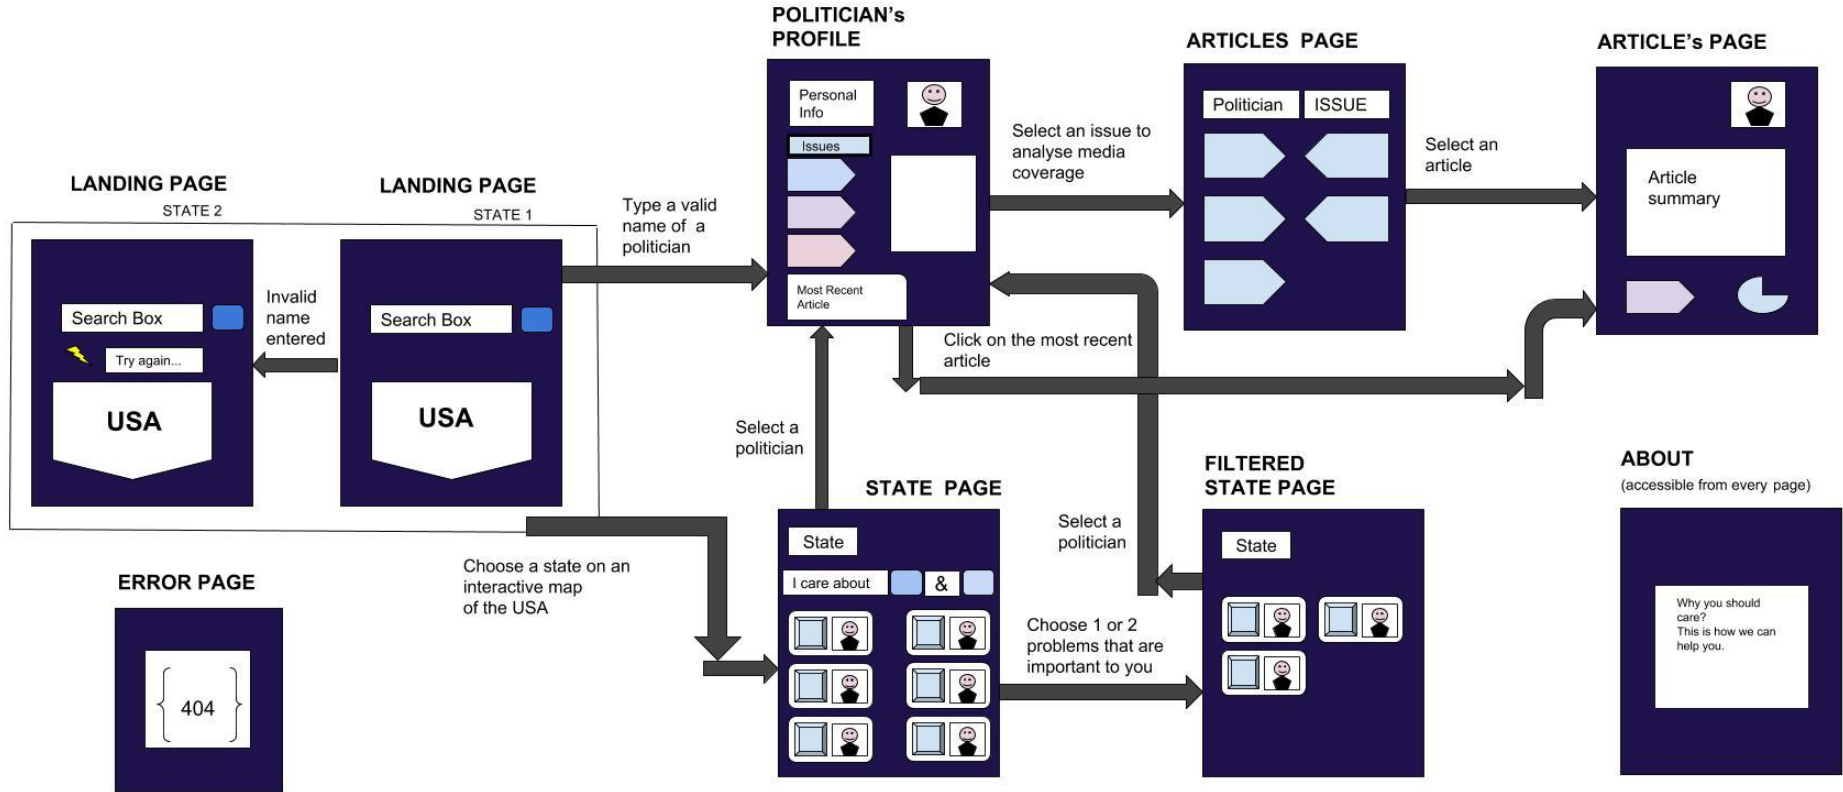 POLITICIAN's
PROFILE
Personal
Info
Issues
Most Recent
Article
ARTICLES  PAGE
Politician
ISSUE
ARTICLE's PAGE
Article
summary
Select an issue to
analyse media
coverage
Select an
article
LANDING PAGE
STATE 2
Search Box
Try again...
USA
Invalid
name
entered
LANDING PAGE
STATE 1
Search Box
USA
Type a valid
name of  a
politician
Click on the most recent
article
Select a
politician
Choose a state on an
interactive map
of the USA
ERROR PAGE
404
STATE  PAGE
State
I care about
&
Choose 1 or 2
problems that are
important to you
Select a
politician
FILTERED
STATE PAGE
State
ABOUT
(accessible from every page)
Why you should
care?
This is how we can
help you.